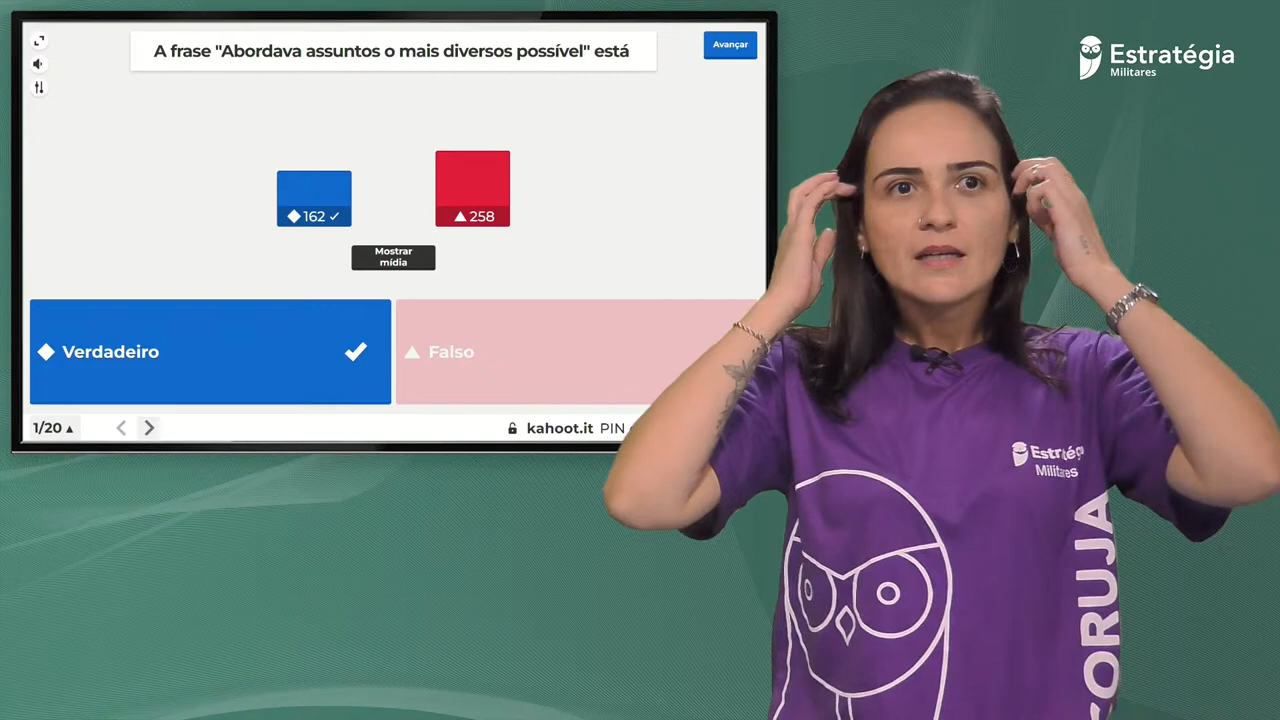 A frase "Abordava assuntos o mais diversos possível" está
Avançar
Estratégia
Militares
162
258
Mostrar
mídia
Verdadeiro
Falso
1/20
kahoot.it PIN
Estratégia
Militares
CORUJA